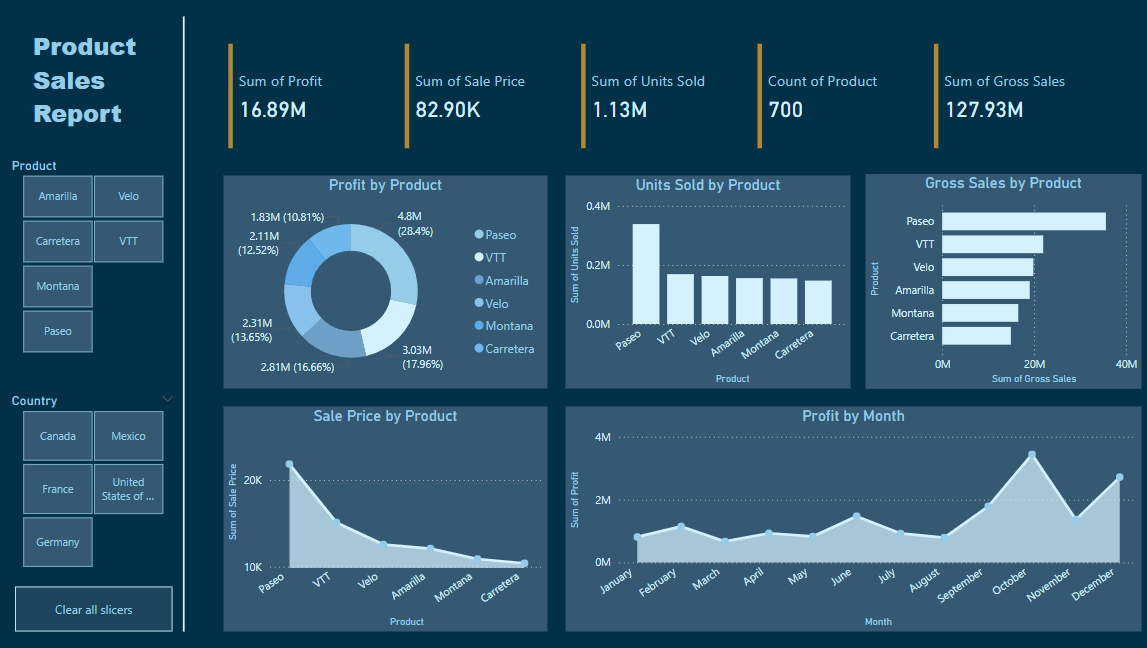 Product
Sales
Report
Product
Amarilla
Velo
Carretera
VTT
Montana
Paseo
Country
Canada
Mexico
France
United
States of ...
Germany
Clear all slicers
Sum of Profit
16.89M
Sum of Sale Price
82.90K
Sum of Units Sold
1.13M
Count of Product
700
Sum of Gross Sales
127.93M
Profit by Product
1.83M (10.81%)
4.8M
(28.4%)
2.11M
(12.52%)
2.31M
(13.65%)
2.81M (16.66%)
3.03M
(17.96%)
Paseo
VTT
Amarilla
Velo
Montana
Carretera
Units Sold by Product
Sum of Units Sold
0.4M
0.2M
0.0M
Paseo
VTT
Velo
Amarilla
Montana
Carretera
Product
Gross Sales by Product
Product
Paseo
VTT
Velo
Amarilla
Montana
Carretera
0M
20M
40M
Sum of Gross Sales
Sale Price by Product
Sum of Sale Price
20K
10K
Paseo
VTT
Velo
Amarilla
Montana
Carretera
Product
Profit by Month
Sum of Profit
4M
2M
0M
January
February
March
April
May
June
July
August
September
October
November
December
Month